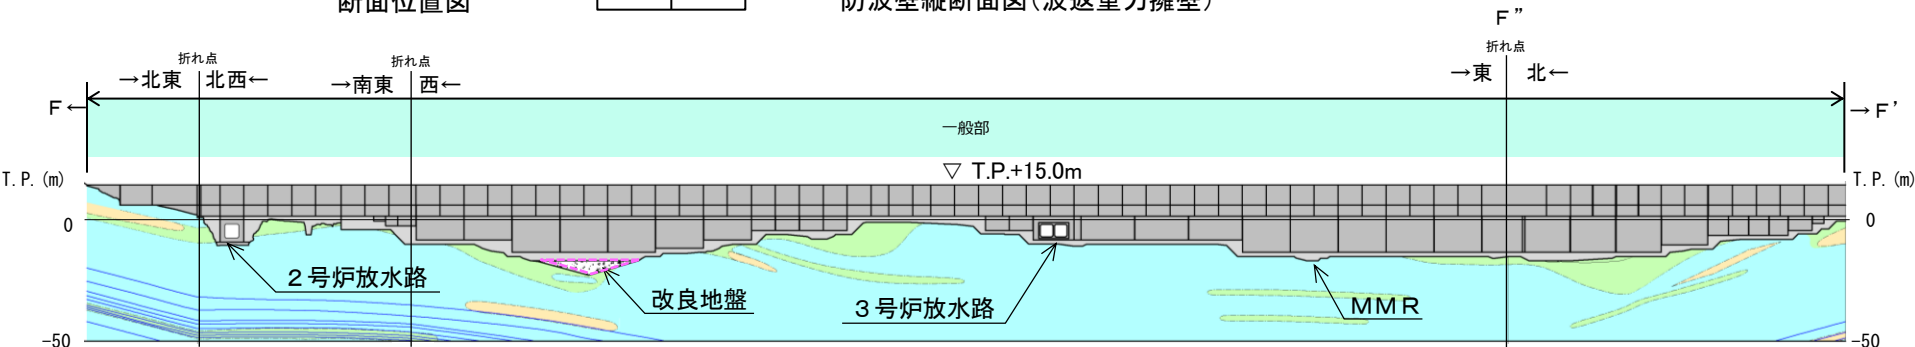 断面位置図
防波壁縦断面図(波返重力擁壁)
F”
折れ点
折れ点
折れ点
→北東 北西←
→南東 西←
→東 北←
F←
→F’
一般部
▽ T.P.+15.0m
T.P.(m)
T.P.(m)
0
0
2号炉放水路
改良地盤
3号炉放水路
MMR
-50
-50